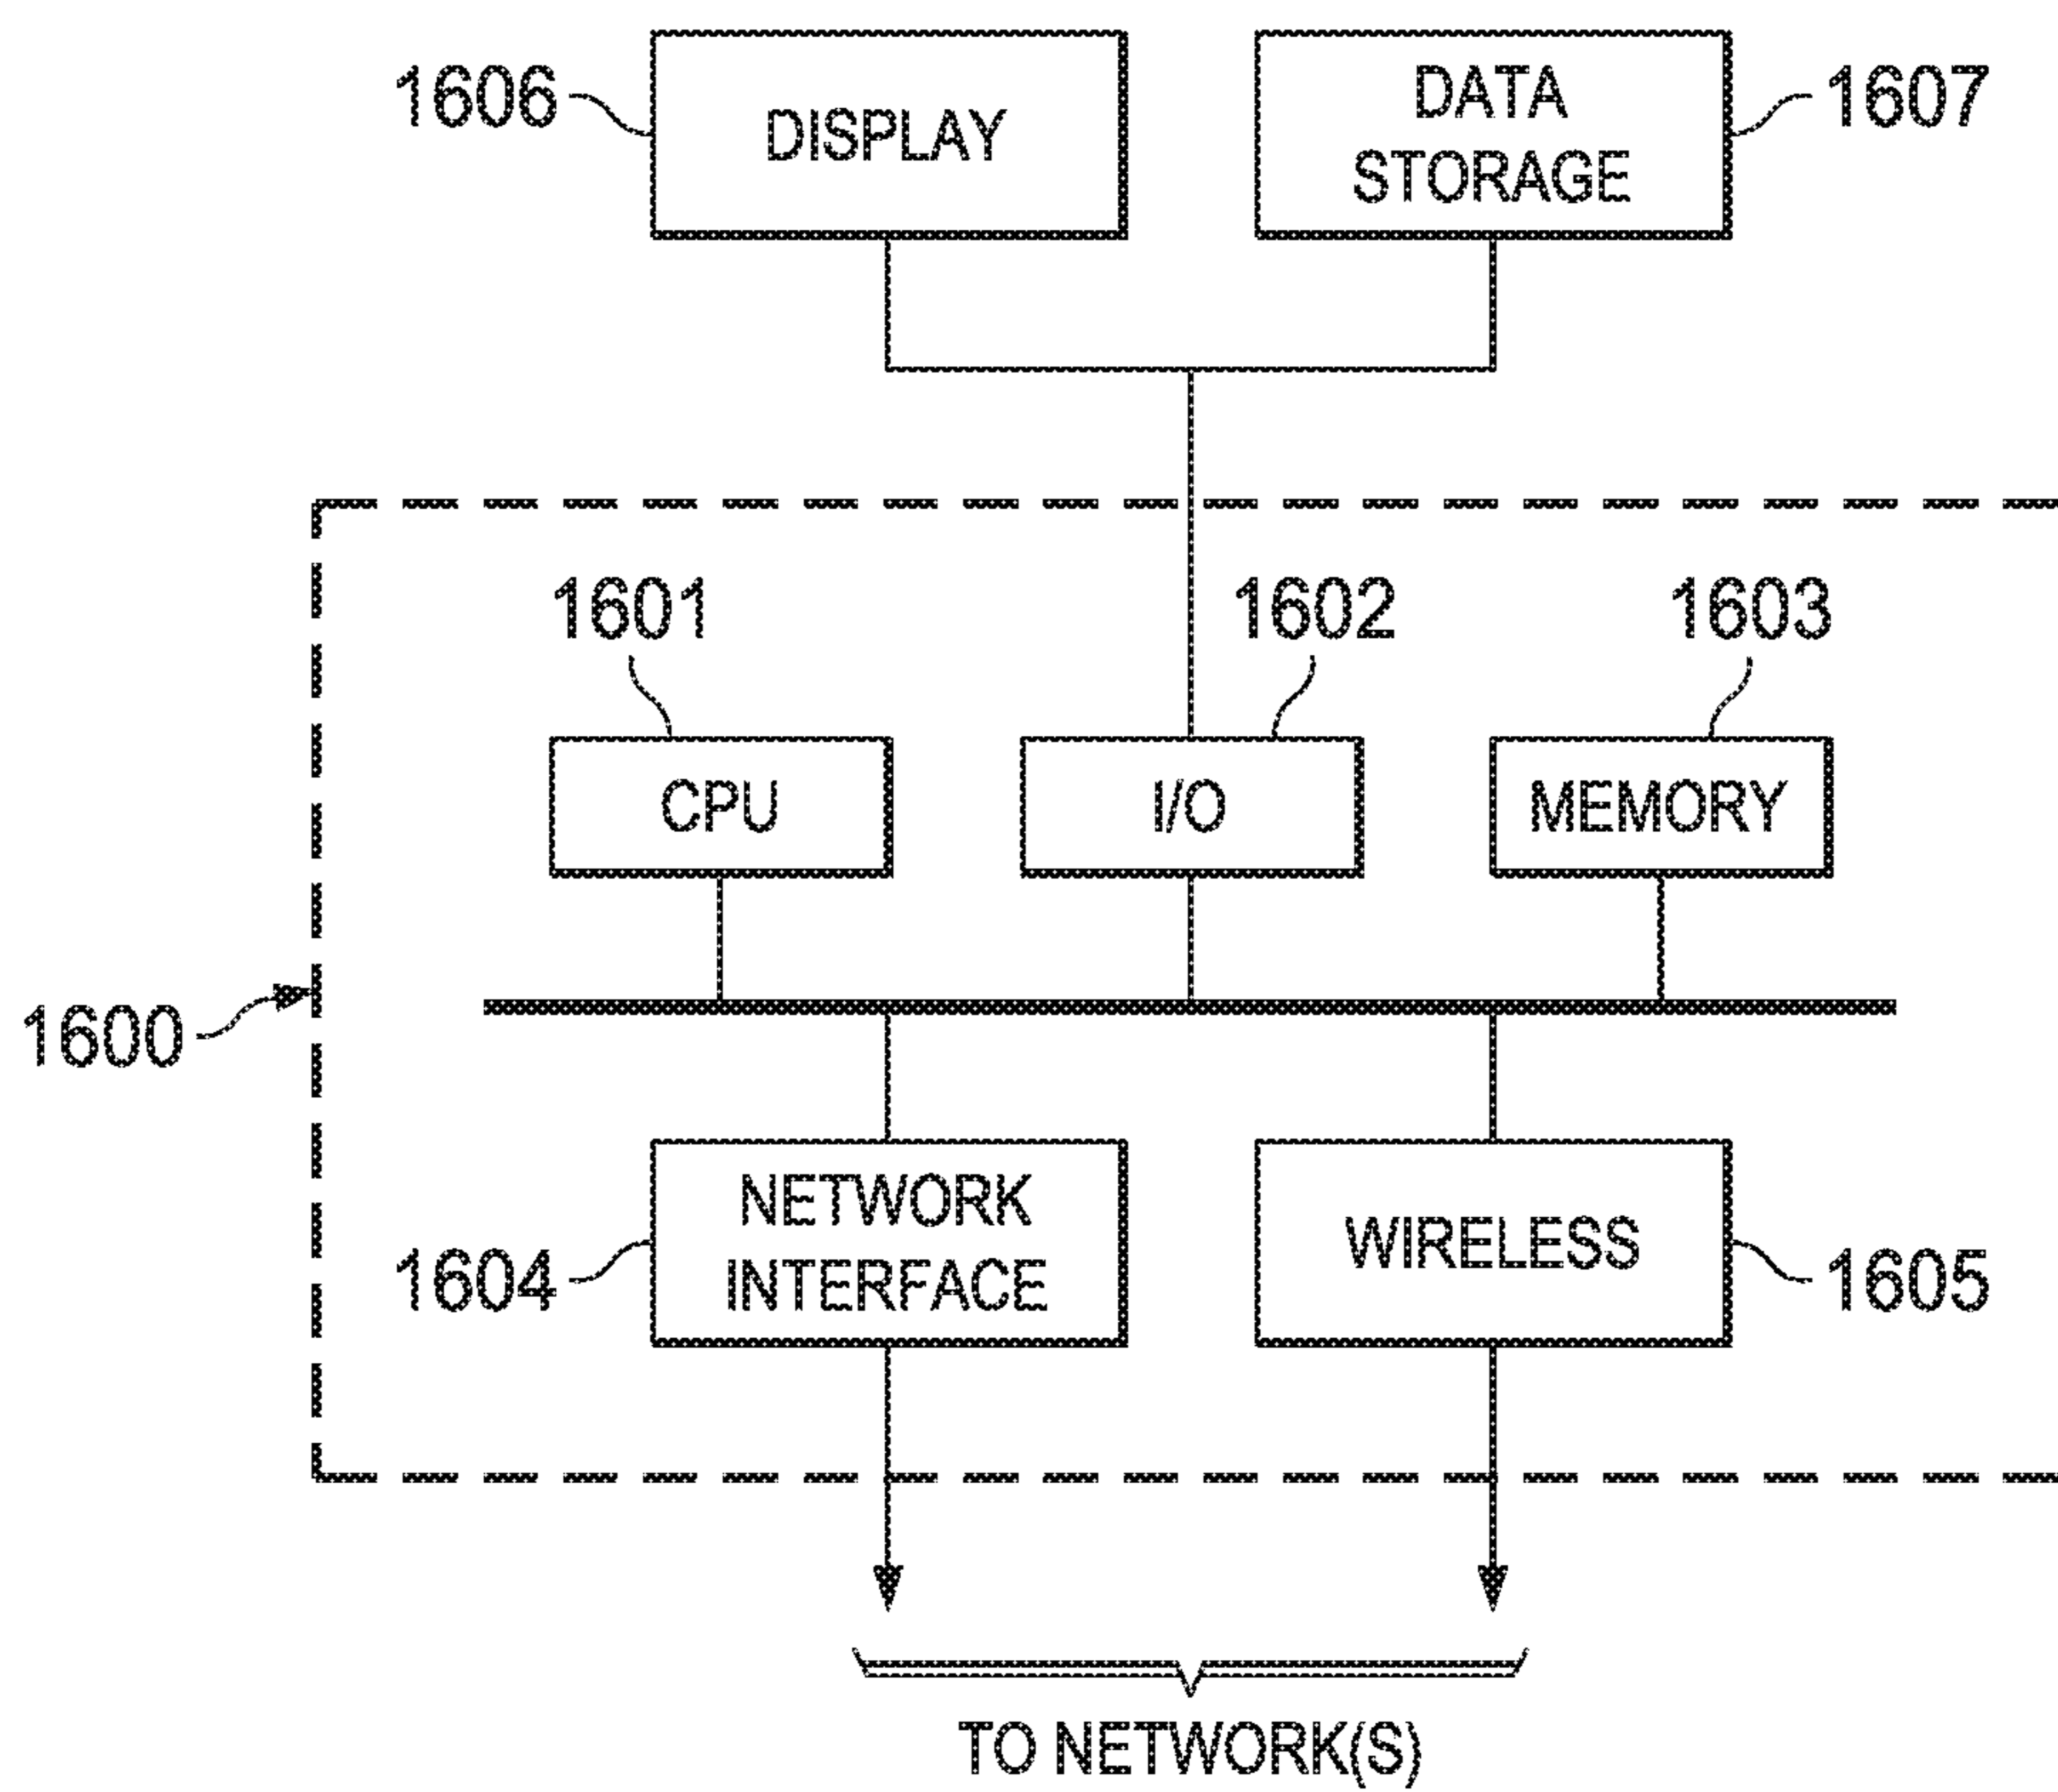 1606
DISPLAY
DATA
STORAGE
1607
1601
1602
1603
CPU
I/O
MEMORY
1600
1604
NETWORK
INTERFACE
WIRELESS
1605
TO NETWORK(S)